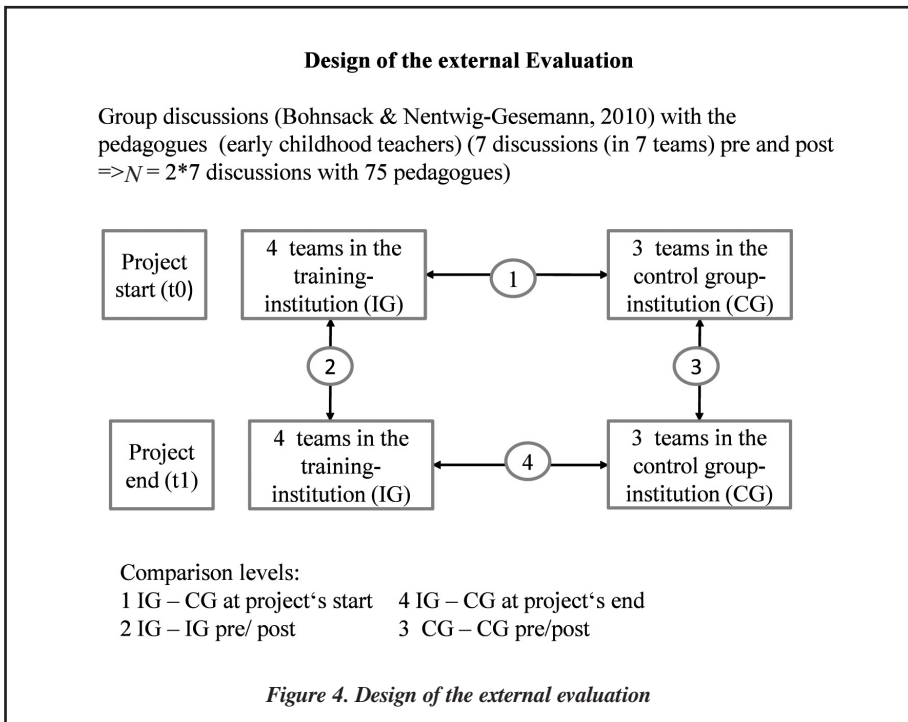 Design of the external Evaluation
Group discussions (Bohnsack & Nentwig-Gesemann, 2010) with the
pedagogues (early childhood teachers) (7 discussions (in 7 teams) pre and post
=>N = 2*7 discussions with 75 pedagogues)
Project
start (t0)
4 teams in the
training-
institution (IG)
1
3 teams in the
control group-
institution (CG)
2
3
Project
end (t1)
4 teams in the
training-
institution (IG)
4
3 teams in the
control group-
institution (CG)
Comparison levels:
1 IG – CG at project‘s start 4 IG – CG at project‘s end
2 IG – IG pre/ post 3 CG – CG pre/post
Figure 4. Design of the external evaluation